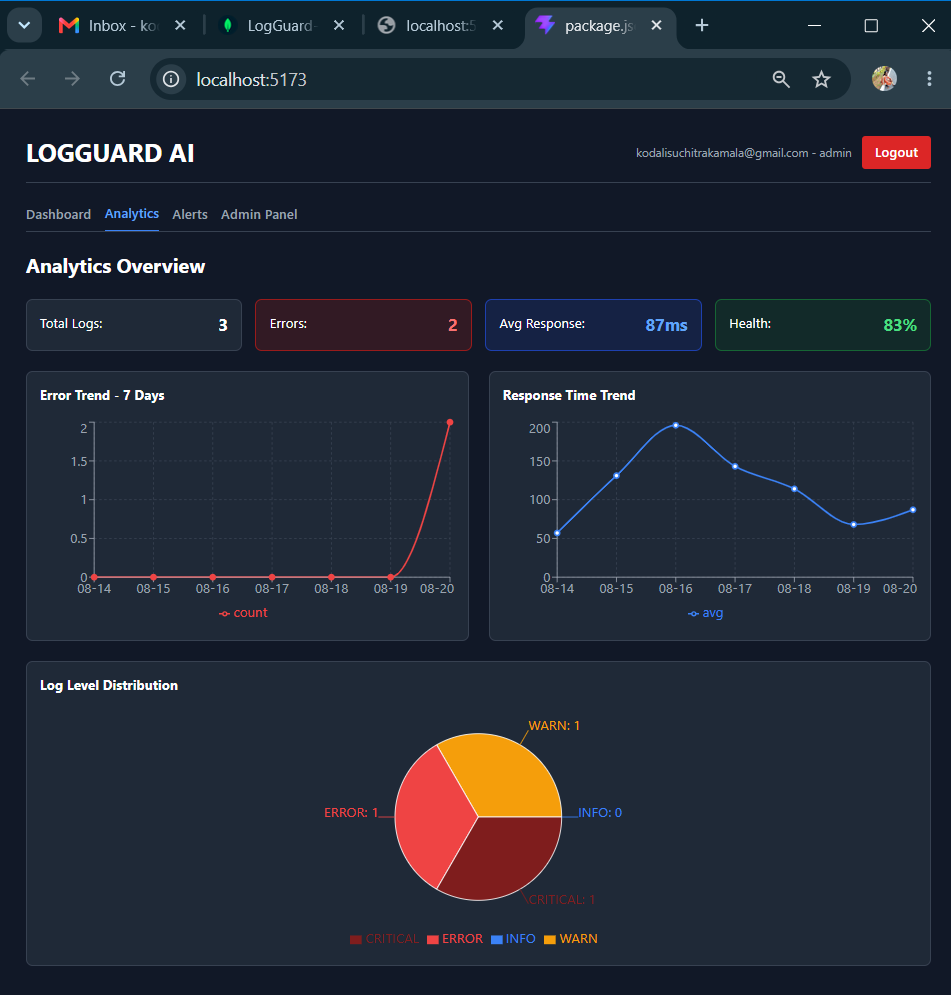 Inbox - ko
LogGuard-
localhost:5
package.js
localhost:5173
LOGGUARD AI
kodalisuchitrakamala@gmail.com - admin
Logout
Dashboard Analytics Alerts Admin Panel
Analytics Overview
Total Logs: 3
Errors: 2
Avg Response: 87ms
Health: 83%
Error Trend - 7 Days
2
1.5
1
0.5
0
08-14 08-15 08-16 08-17 08-18 08-19 08-20
count
Response Time Trend
200
150
100
50
0
08-14 08-15 08-16 08-17 08-18 08-19 08-20
avg
Log Level Distribution
WARN: 1
ERROR: 1
INFO: 0
CRITICAL: 1
CRITICAL ERROR INFO WARN